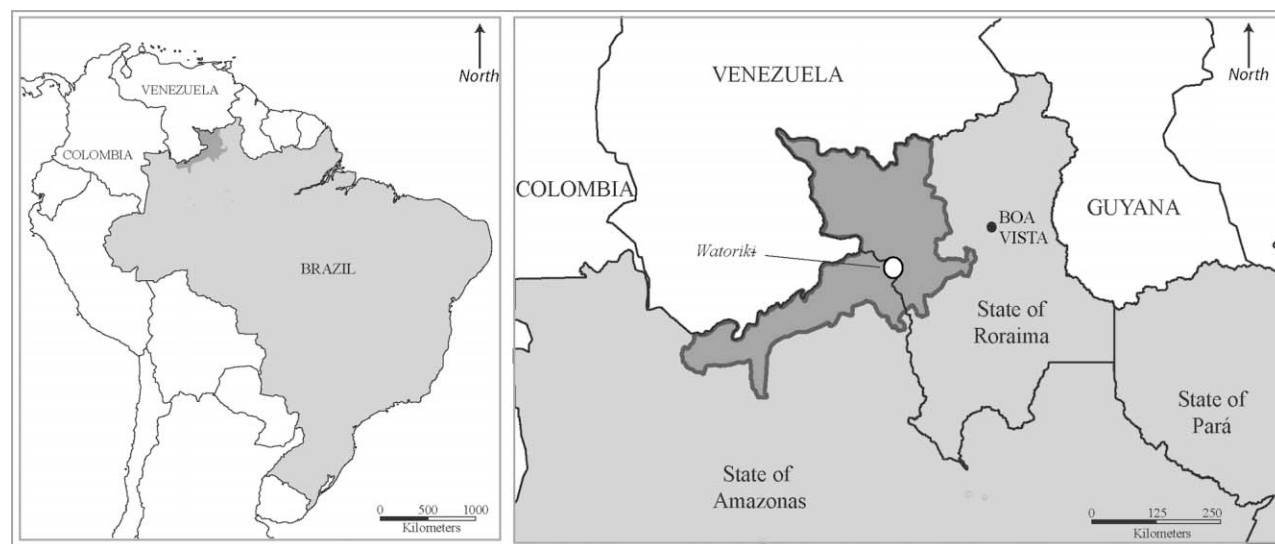 North
VENEZUELA
COLOMBIA
BRAZIL
0 500 1000
Kilometers
North
VENEZUELA
COLOMBIA
GUYANA
BOA
VISTA
Watoriki
State of
Roraima
State of
Pará
State of
Amazonas
0 125 250
Kilometers